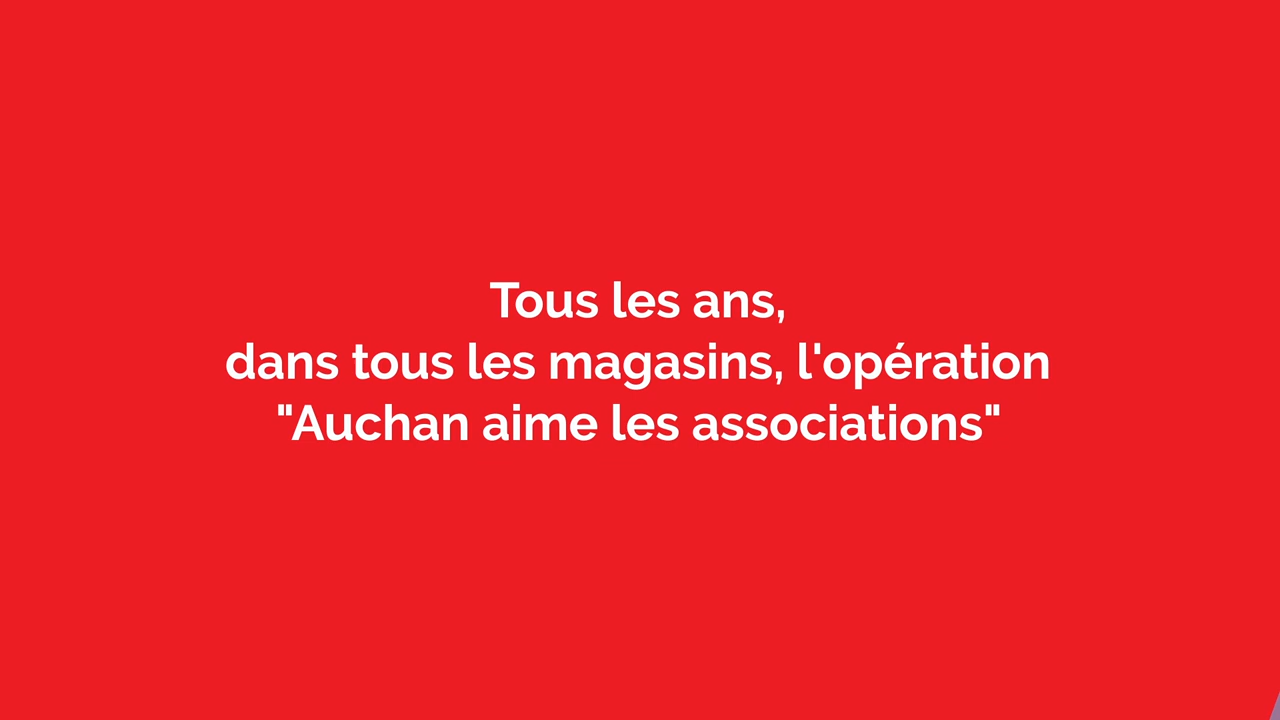 Tous les ans,
dans tous les magasins, l'opération
"Auchan aime les associations"